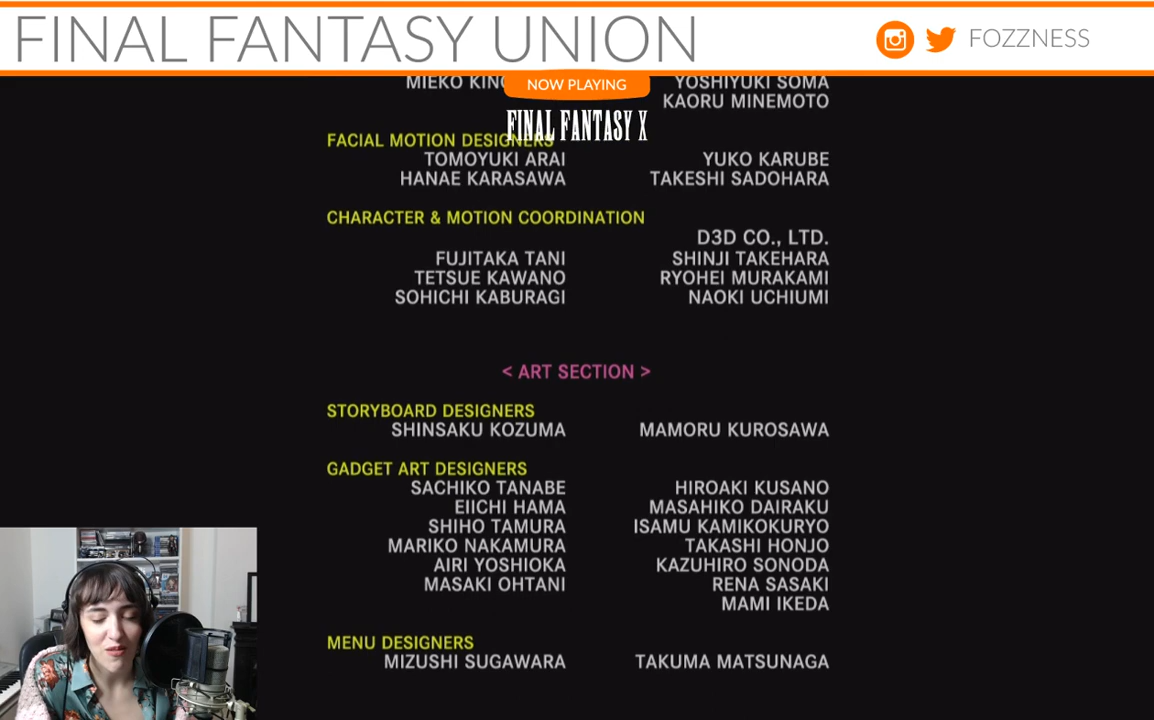 FINAL FANTASY UNION
FOZZNESS
NOW PLAYING
FINAL FANTASY X
MIEKO YOSHIYUKI SOMA
KAORU MINEMOTO
FACIAL MOTION DESIGNERS
TOMOYUKI ARAI YUKO KARUBE
HANAE KARASAWA TAKESHI SADOHARA
CHARACTER & MOTION COORDINATION
D3D CO., LTD.
FUJITAKA TANI SHINJI TAKEHARA
TETSUE KAWANO RYOHEI MURAKAMI
SOHICHI KABURAGI NAOKI UCHIUMI
< ART SECTION >
STORYBOARD DESIGNERS
SHINSAKU KOZUMA MAMORU KUROSAWA
GADGET ART DESIGNERS
SACHIKO TANABE HIROAKI KUSANO
EIICHI HAMA MASAHIKO DAIRAKU
SHIHO TAMURA ISAMU KAMIKOKURYO
MARIKO NAKAMURA TAKASHI HONJO
AIRI YOSHIOKA KAZUHIRO SONODA
MASAKI OHTANI RENA SASAKI
MAMI IKEDA
MENU DESIGNERS
MIZUSHI SUGAWARA TAKUMA MATSUNAGA